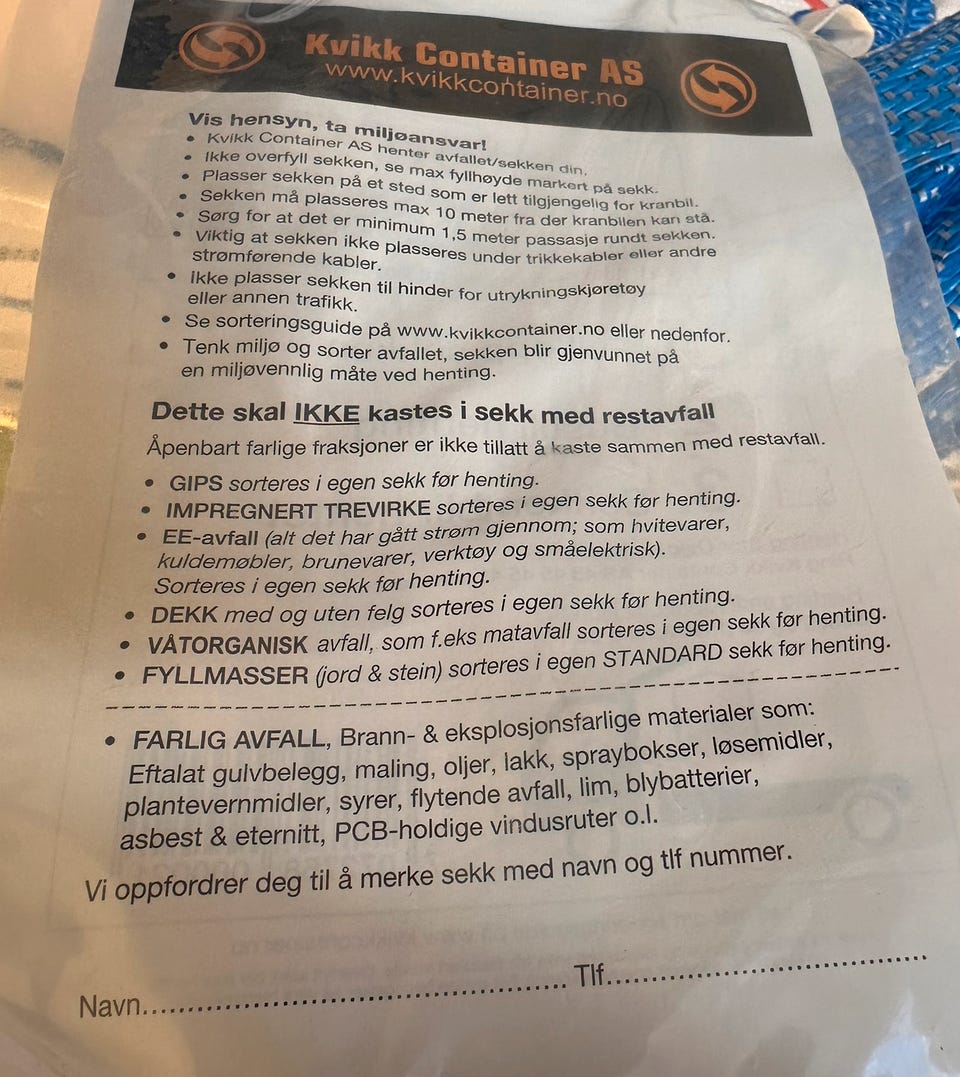 Kvikk Container AS
www.kvikkcontainer.no
Vis hensyn, ta miljøansvar!
• Kvikk Container AS henter avfallet/sekken din,
• Ikke overfyll sekken, se max fyllhøyde markert på sekk.
• Plasser sekken på et sted som er lett tilgjengelig for kranbil.
• Sekken må plasseres max 10 meter fra der kranbilen kan stå.
• Sørg for at det er minimum 1,5 meter passasje rundt sekken.
• Viktig at sekken ikke plasseres under trikkekabler eller andre
strømførende kabler.
• Ikke plasser sekken til hinder for utrykningskjøretøy
eller annen trafikk.
• Se sorteringsguide på www.kvikkcontainer.no eller nedenfor.
• Tenk miljø og sorter avfallet, sekken blir gjenvunnet på
en miljøvennlig måte ved henting.
Dette skal IKKE kastes i sekk med restavfall
Åpenbart farlige fraksjoner er ikke tillatt å kaste sammen med restavfall.
• GIPS sorteres i egen sekk før henting.
• IMPREGNERT TREVIRKE sorteres i egen sekk før henting.
• EE-avfall (alt det har gått strøm gjennom; som hvitevarer,
kuldemøbler, brunevarer, verktøy og småelektrisk).
Sorteres i egen sekk før henting.
• DEKK med og uten felg sorteres i egen sekk før henting.
• VÅTORGANISK avfall, som f.eks matavfall sorteres i egen sekk før henting.
• FYLLMASSER (jord & stein) sorteres i egen STANDARD sekk før henting.
• FARLIG AVFALL, Brann- & eksplosjonsfarlige materialer som:
Eftalat gulvbelegg, maling, oljer, lakk, spraybokser, løsemidler,
plantevernmidler, syrer, flytende avfall, lim, blybatterier,
asbest & eternitt, PCB-holdige vindusruter o.l.
Vi oppfordrer deg til å merke sekk med navn og tlf nummer.
Navn.................................................. Tlf........................................